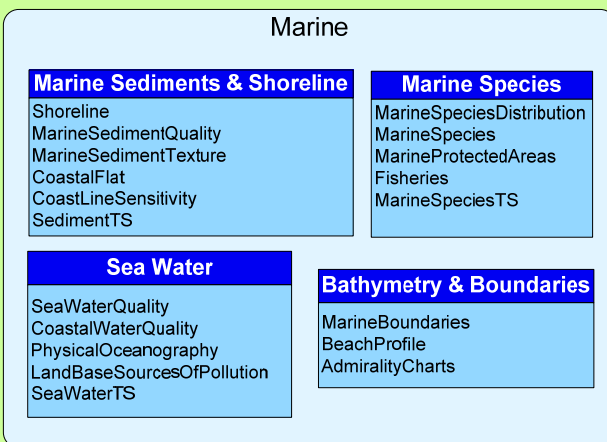 Marine
Marine Sediments & Shoreline
Shoreline
MarineSedimentQuality
MarineSedimentTexture
CoastalFlat
CoastLineSensitivity
SedimentTS
Marine Species
MarineSpeciesDistribution
MarineSpecies
MarineProtectedAreas
Fisheries
MarineSpeciesTS
Sea Water
SeaWaterQuality
CoastalWaterQuality
PhysicalOceanography
LandBaseSourcesOfPollution
SeaWaterTS
Bathymetry & Boundaries
MarineBoundaries
BeachProfile
AdmiralityCharts